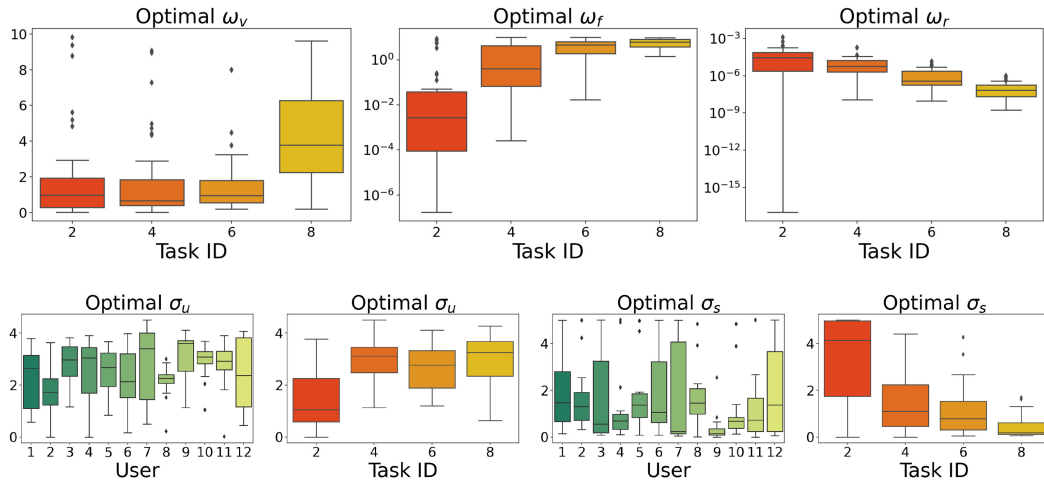 Optimal ω_v
10
8
6
4
2
0
2 4 6 8
Task ID
Optimal ω_f
10^0
10^−2
10^−4
10^−6
2 4 6 8
Task ID
Optimal ω_r
10^−3
10^−6
10^−9
10^−12
10^−15
2 4 6 8
Task ID
Optimal σ_u
4
2
0
1 2 3 4 5 6 7 8 9 10 11 12
User
Optimal σ_u
4
2
0
2 4 6 8
Task ID
Optimal σ_s
4
2
0
1 2 3 4 5 6 7 8 9 10 11 12
User
Optimal σ_s
4
2
0
2 4 6 8
Task ID